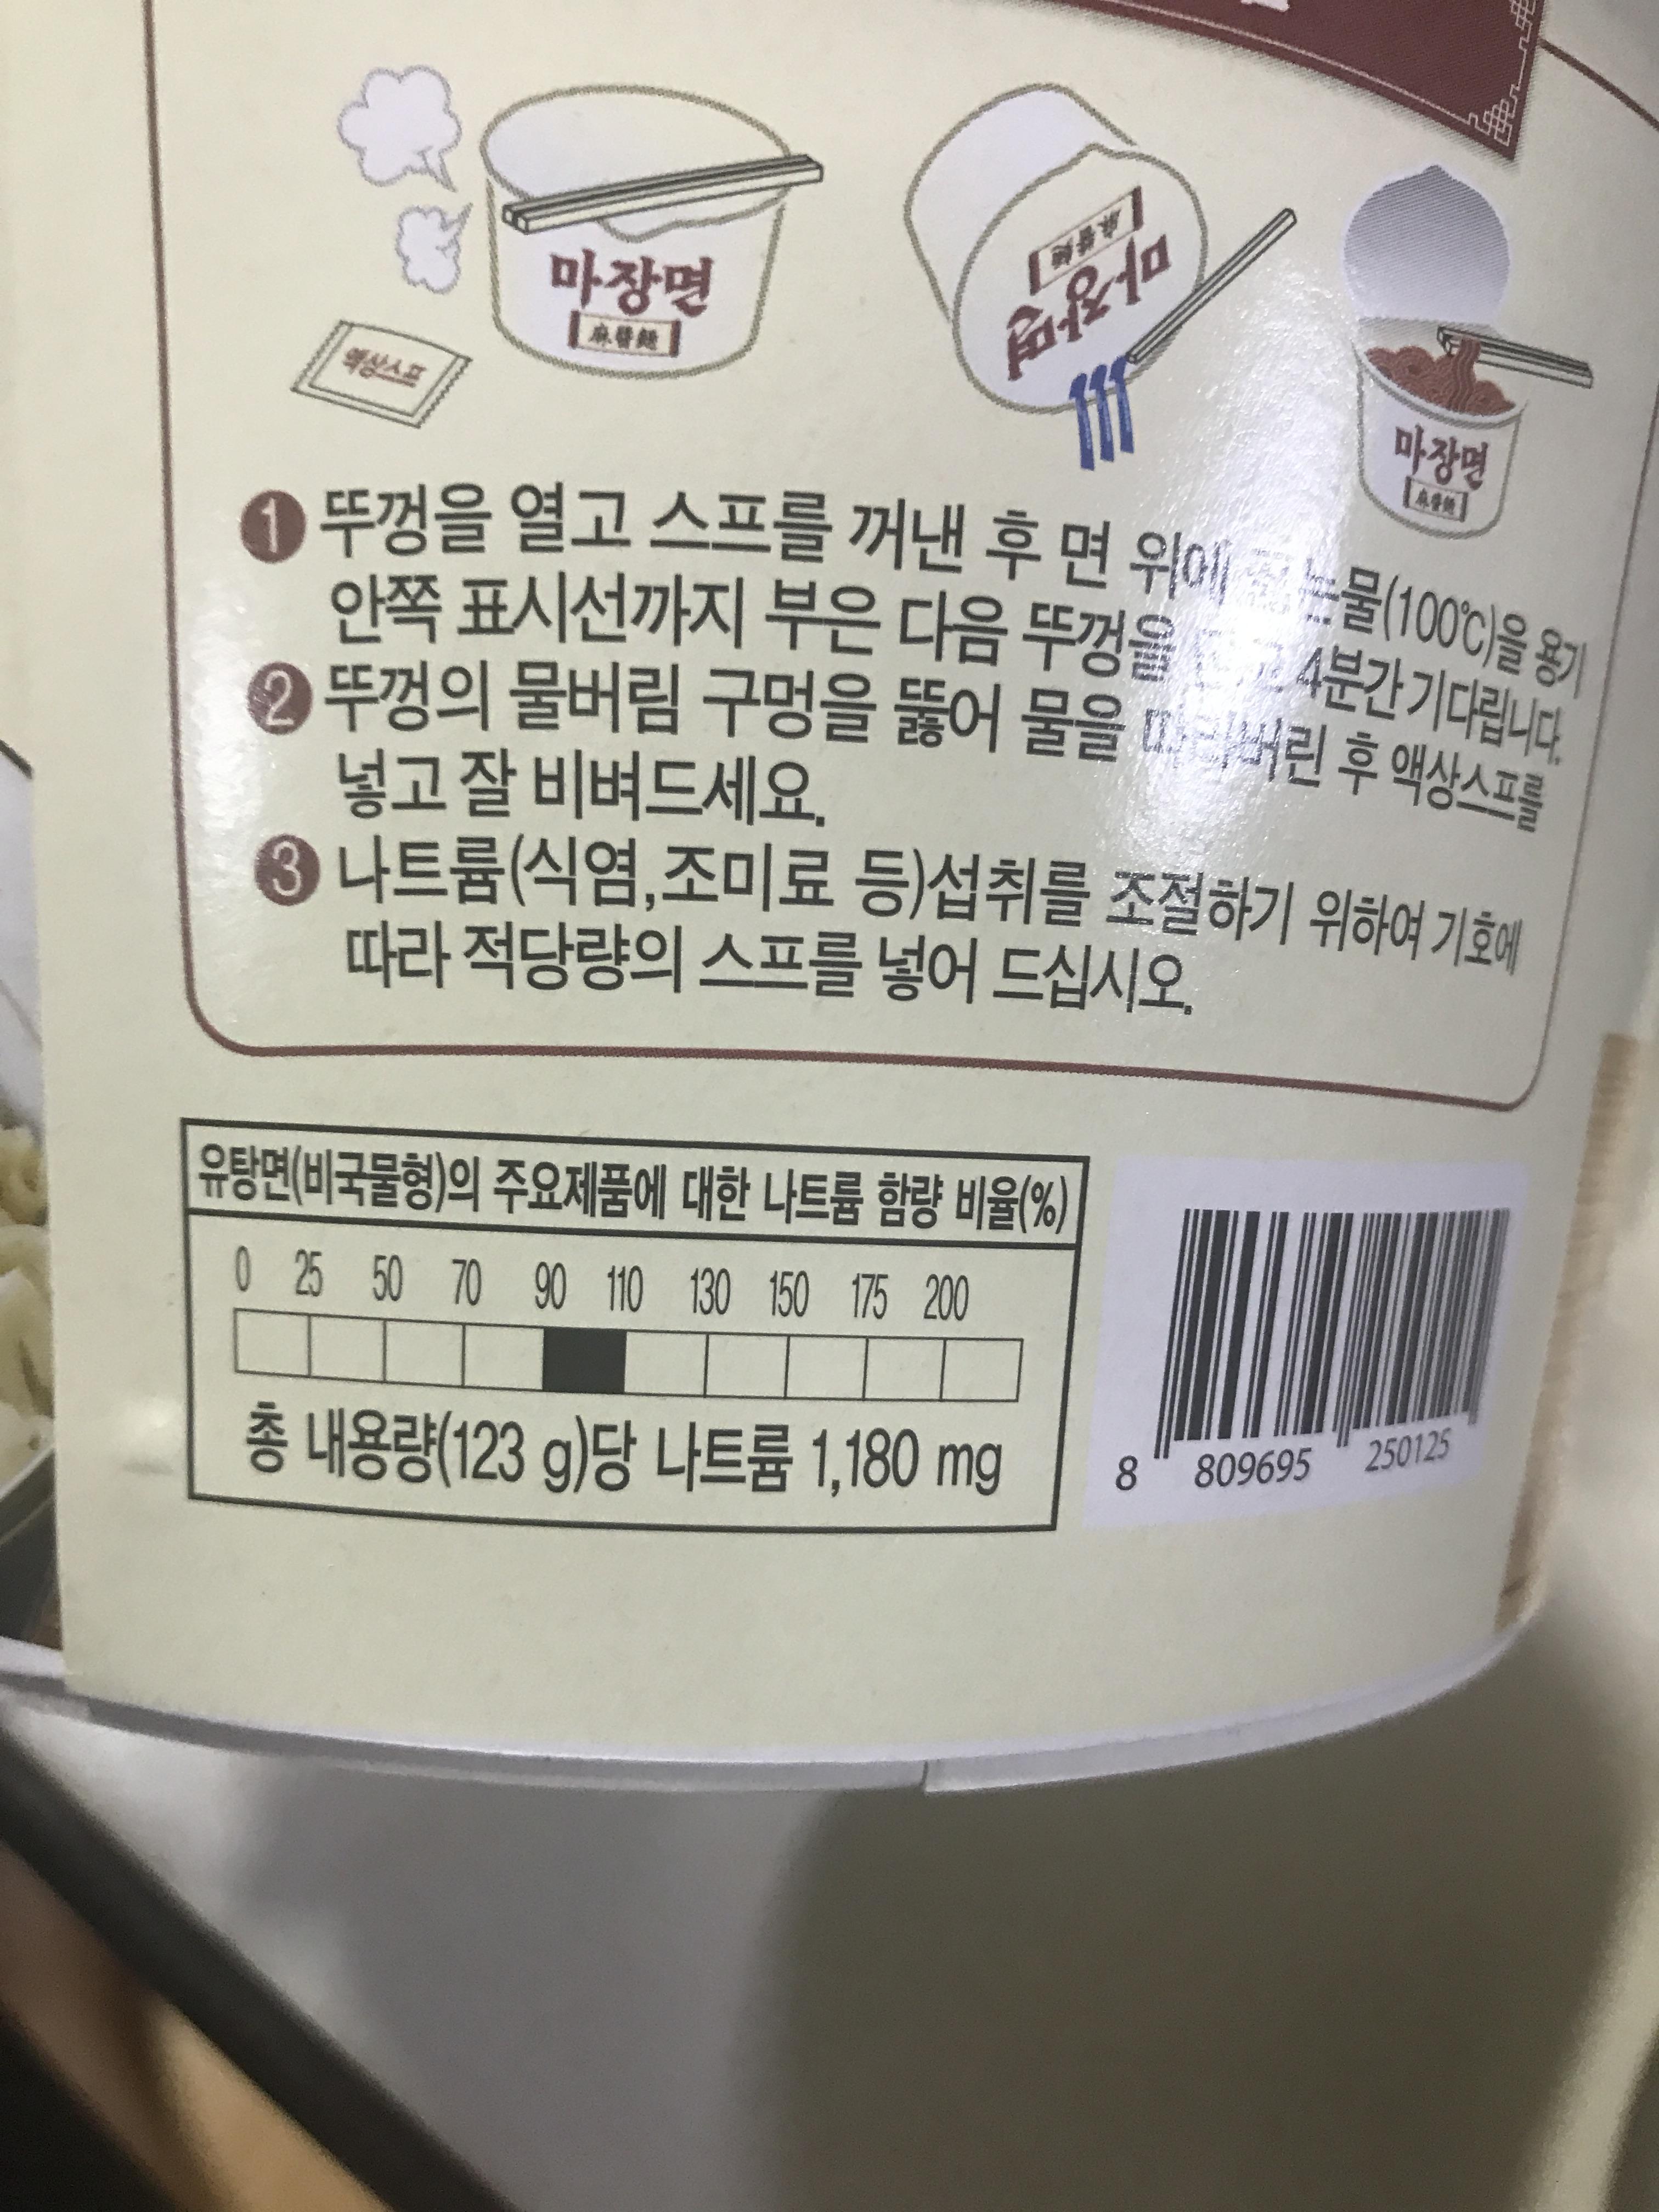 마장면
麻醬麵
액상스프
마장면
麻醬麵
마장면
麻醬麵
1 뚜껑을 열고 스프를 꺼낸 후 면 위에 끓는물(100℃)을 용기
안쪽 표시선까지 부은 다음 뚜껑을 닫고 4분간 기다립니다.
2 뚜껑의 물버림 구멍을 뚫어 물을 따라버린 후 액상스프를
넣고 잘 비벼드세요.
3 나트륨(식염,조미료 등)섭취를 조절하기 위하여 기호에
따라 적당량의 스프를 넣어 드십시오.
유탕면(비국물형)의 주요제품에 대한 나트륨 함량 비율(%)
0 25 50 70 90 110 130 150 175 200
총 내용량(123 g)당 나트륨 1,180 mg
8 809695 250125